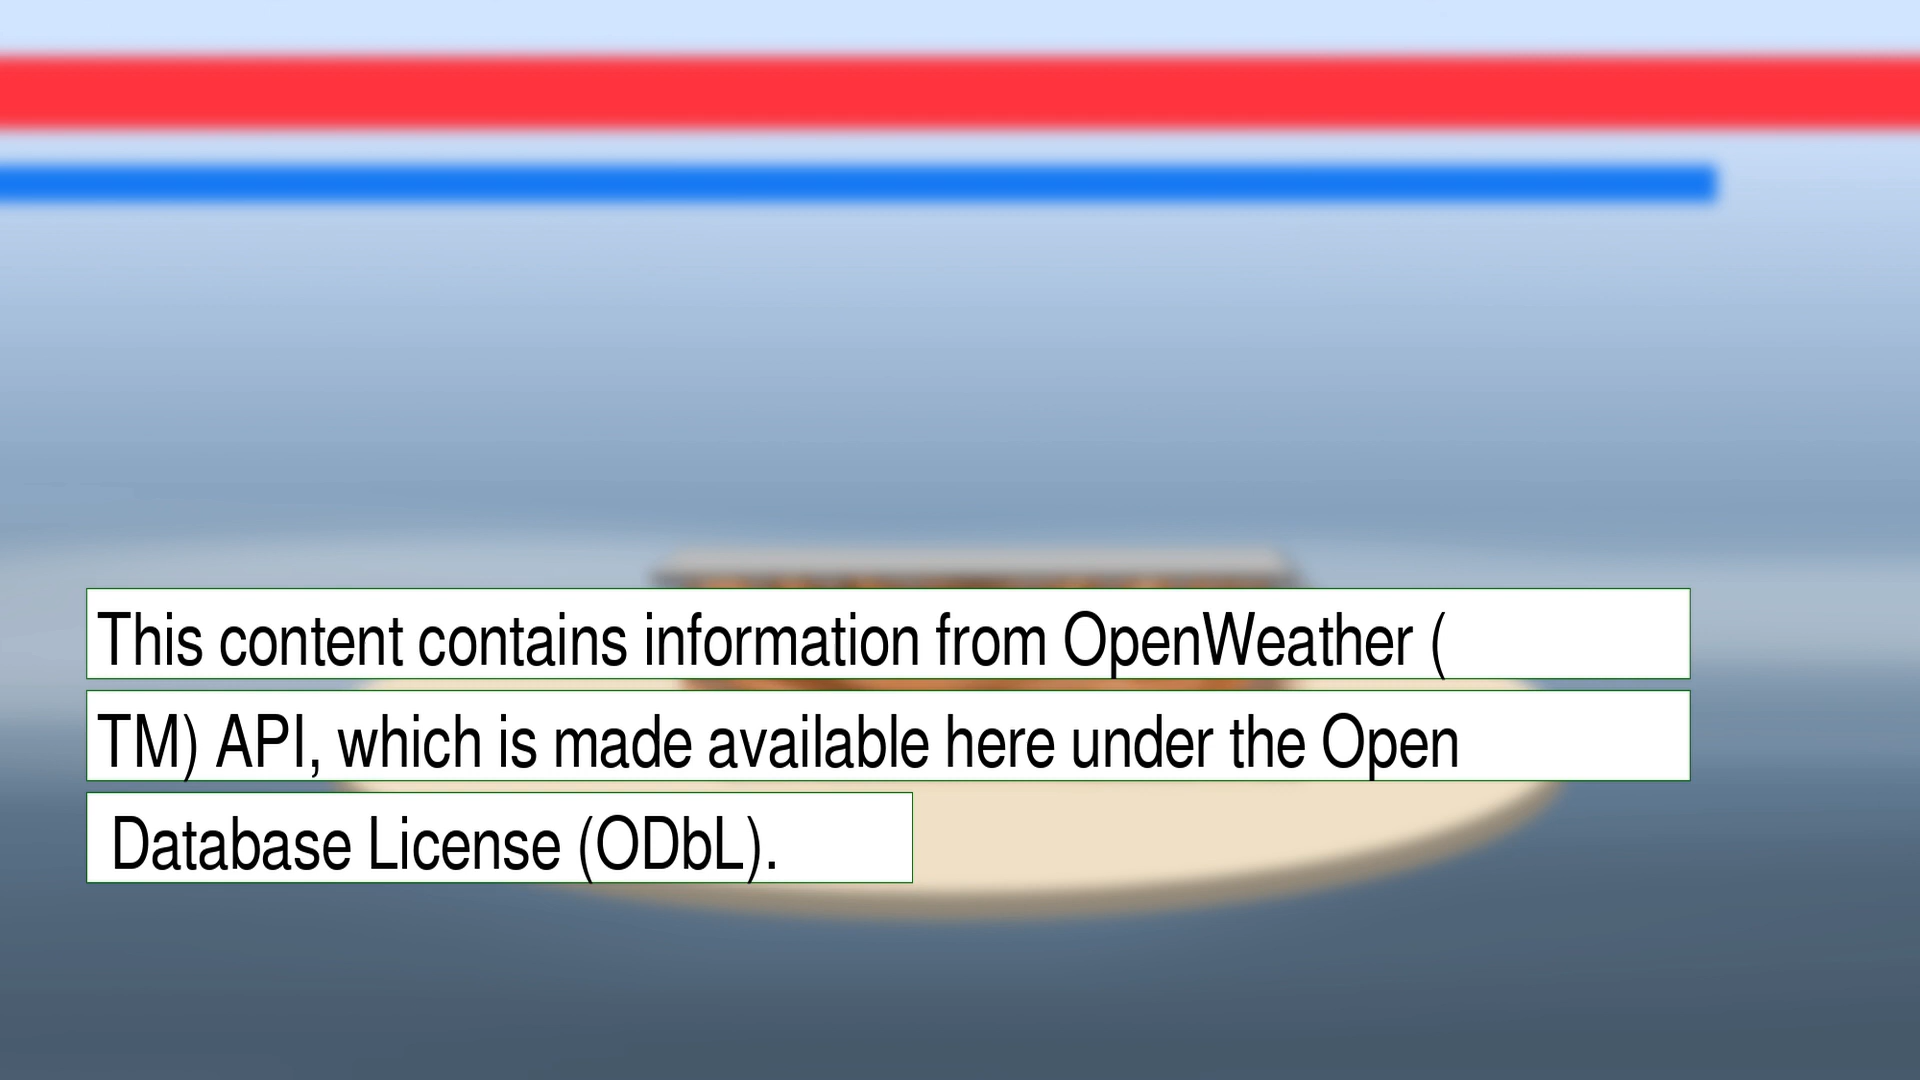 This content contains information from OpenWeather (
TM) API, which is made available here under the Open
Database License (ODbL).